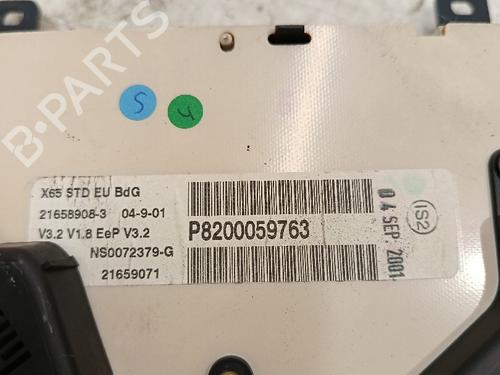 B-PARTS
S
4
X65 STD EU BdG
21658908-3 04-9-01
V3.2 V1.8 EeP V3.2
NS0072379-G
21659071
P8200059763
04 SEP. 2001
IS2